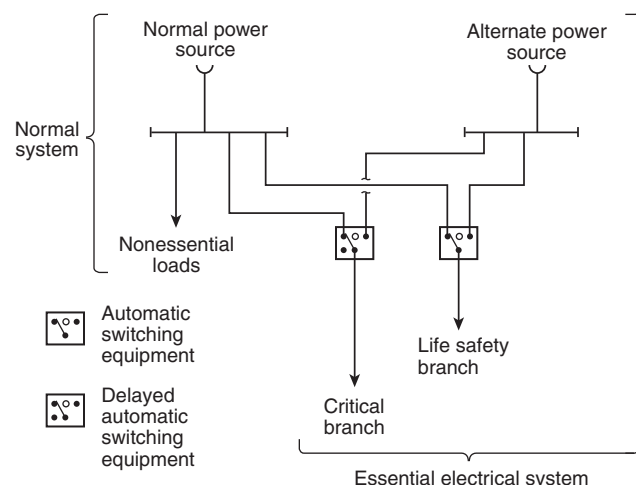 Normal power
source
Alternate power
source
Normal
system
Nonessential
loads
Automatic
switching
equipment
Life safety
branch
Delayed
automatic
switching
equipment
Critical
branch
Essential electrical system